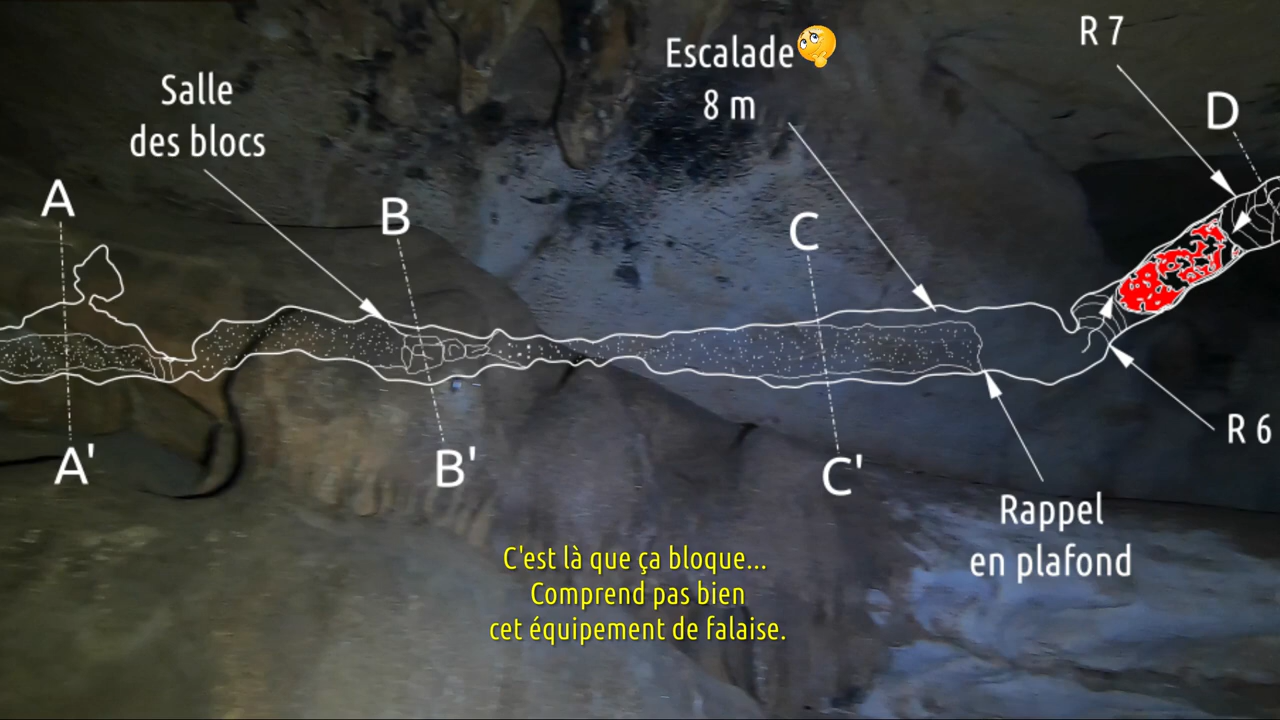 R 7
Escalade
8 m
Salle
des blocs
D
A
B
C
R 6
A'
B'
C'
Rappel
en plafond
C'est là que ça bloque...
Comprend pas bien
cet équipement de falaise.